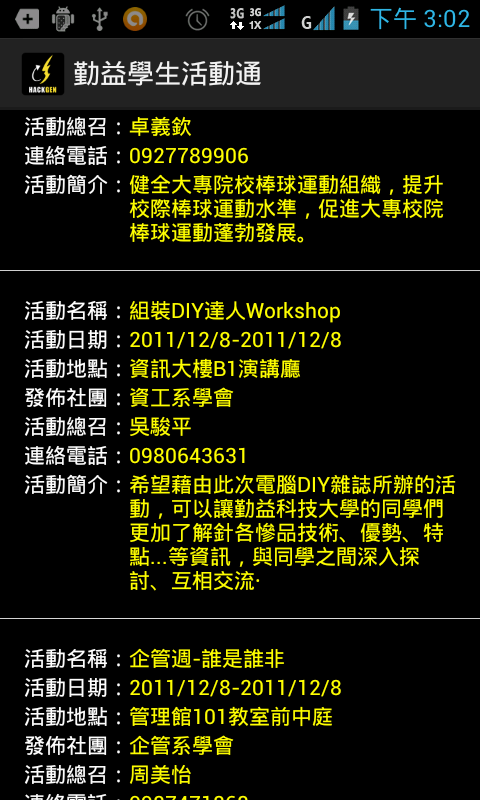 3G 3G 1X G 下午 3:02
HACKGEN 勤益學生活動通
活動總召：卓義欽
連絡電話：0927789906
活動簡介：健全大專院校棒球運動組織，提升
校際棒球運動水準，促進大專校院
棒球運動蓬勃發展。
活動名稱：組裝DIY達人Workshop
活動日期：2011/12/8-2011/12/8
活動地點：資訊大樓B1演講廳
發佈社團：資工系學會
活動總召：吳駿平
連絡電話：0980643631
活動簡介：希望藉由此次電腦DIY雜誌所辦的活
動，可以讓勤益科技大學的同學們
更加了解針各慘品技術、優勢、特
點...等資訊，與同學之間深入探
討、互相交流·
活動名稱：企管週-誰是誰非
活動日期：2011/12/8-2011/12/8
活動地點：管理館101教室前中庭
發佈社團：企管系學會
活動總召：周美怡